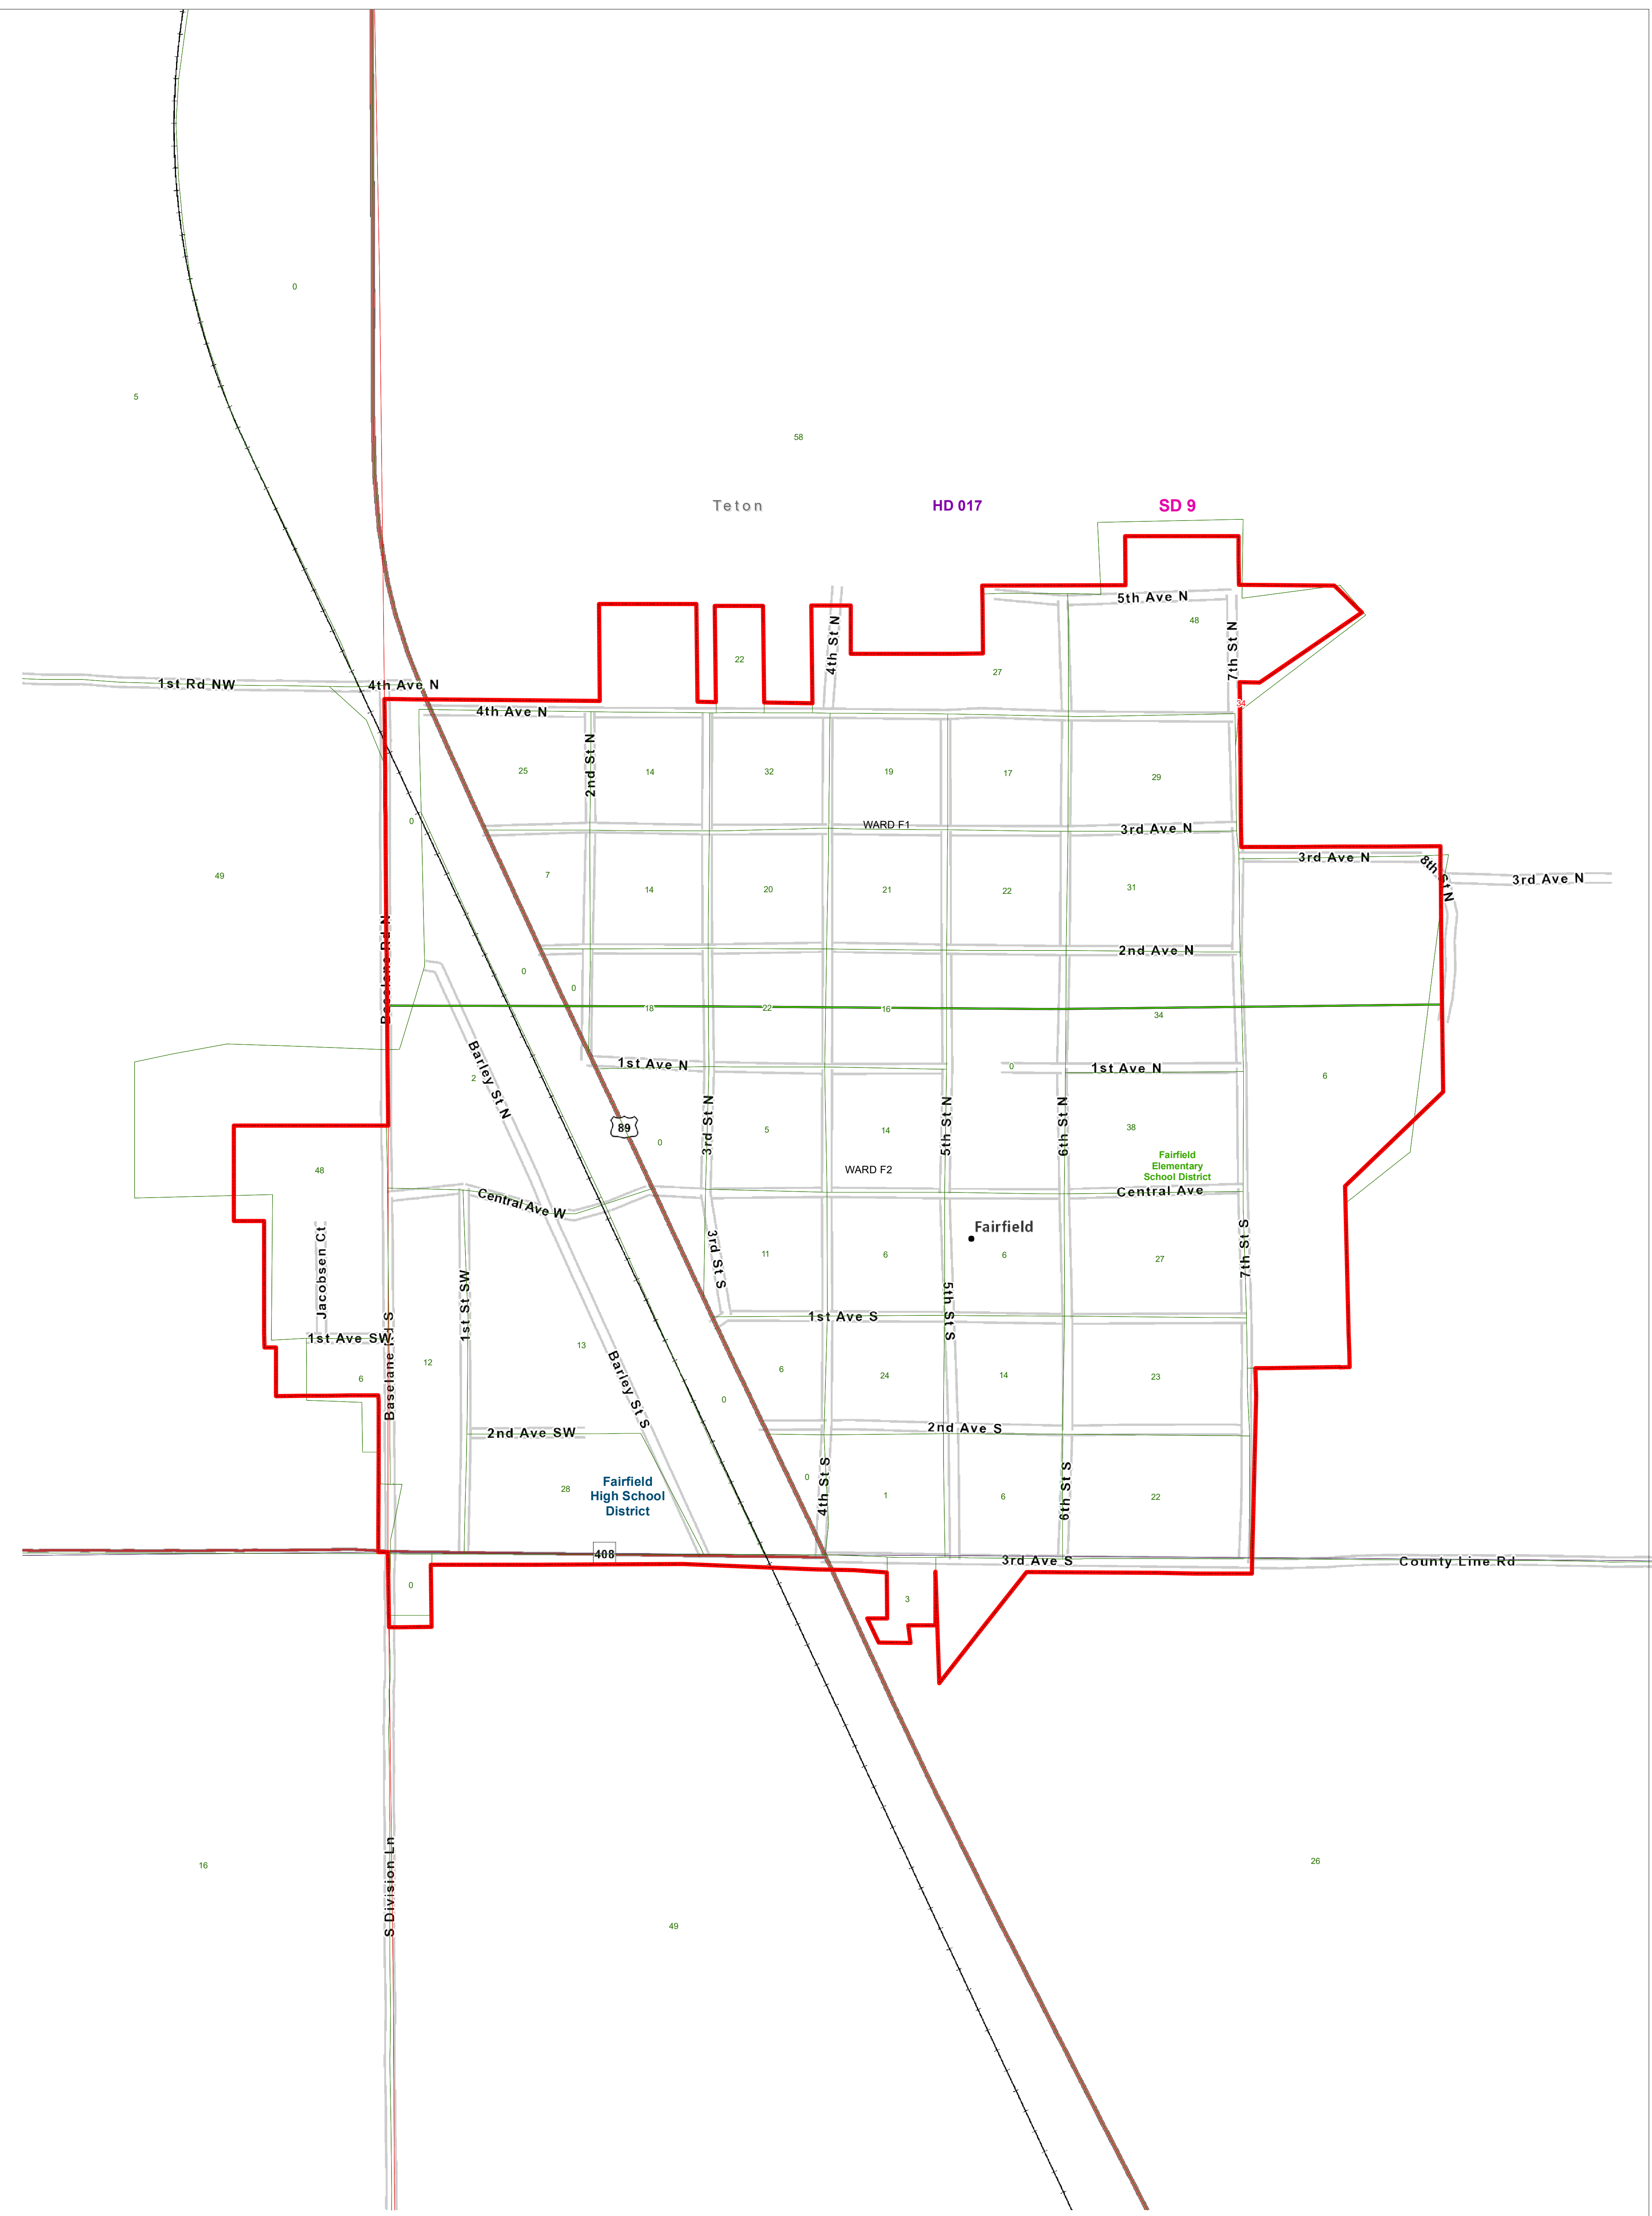 0
5
58
Teton
HD 017
SD 9
5th Ave N
48
4th St N
7th St N
22
27
1st Rd NW
4th Ave N
34
4th Ave N
2nd St N
25
14
32
19
17
29
0
WARD F1
3rd Ave N
3rd Ave N
8th St N
3rd Ave N
49
7
14
20
21
22
31
Baselane Rd N
2nd Ave N
0
0
18
22
16
34
Barley St N
1st Ave N
0
1st Ave N
2
6
89
0
3rd St N
5
14
5th St N
6th St N
38
Fairfield
Elementary
School District
48
WARD F2
Central Ave W
Central Ave
Fairfield
Jacobsen Ct
3rd St S
11
6
6
27
7th St S
1st St SW
5th St S
1st Ave S
1st Ave SW
Baselane Rd S
12
13
6
Barley St S
6
24
14
23
0
2nd Ave SW
2nd Ave S
Fairfield
High School
District
28
0
4th St S
1
6
6th St S
22
408
3rd Ave S
County Line Rd
0
3
S Division Ln
16
26
49